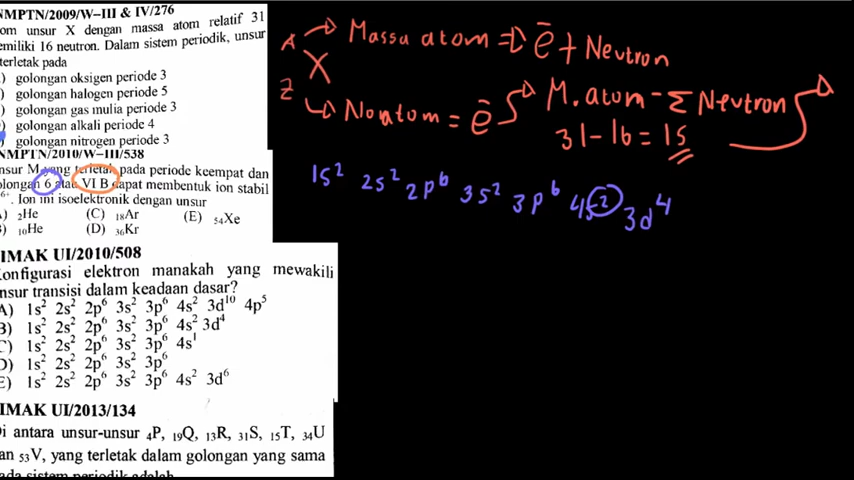 NMPTN/2009/W–III & IV/276
om unsur X dengan massa atom relatif 31
emiliki 16 neutron. Dalam sistem periodik, unsur
terletak pada
) golongan oksigen periode 3
) golongan halogen periode 5
) golongan gas mulia periode 3
) golongan alkali periode 4
) golongan nitrogen periode 3
NMPTN/2010/W–III/538
nsur M yang terletak pada periode keempat dan
olongan 6 atau VI B dapat membentuk ion stabil
6+. Ion ini isoelektronik dengan unsur
) ₂He (C) ₁₈Ar (E) ₅₄Xe
) ₁₀He (D) ₃₆Kr
IMAK UI/2010/508
Konfigurasi elektron manakah yang mewakili
nsur transisi dalam keadaan dasar?
A) 1s² 2s² 2p⁶ 3s² 3p⁶ 4s² 3d¹⁰ 4p⁵
B) 1s² 2s² 2p⁶ 3s² 3p⁶ 4s² 3d⁴
C) 1s² 2s² 2p⁶ 3s² 3p⁶ 4s¹
D) 1s² 2s² 2p⁶ 3s² 3p⁶
E) 1s² 2s² 2p⁶ 3s² 3p⁶ 4s² 3d⁶
IMAK UI/2013/134
Di antara unsur-unsur ₄P, ₁₉Q, ₁₃R, ₃₁S, ₁₅T, ₃₄U
an ₅₃V, yang terletak dalam golongan yang sama
ada sistem periodik adalah
A → Massa atom ⇒ ē + Neutron
X
Z ↳ No atom = ē → M. atom – Σ Neutron →
31 – 16 = 15
1s² 2s² 2p⁶ 3s² 3p⁶ 4s² 3d⁴